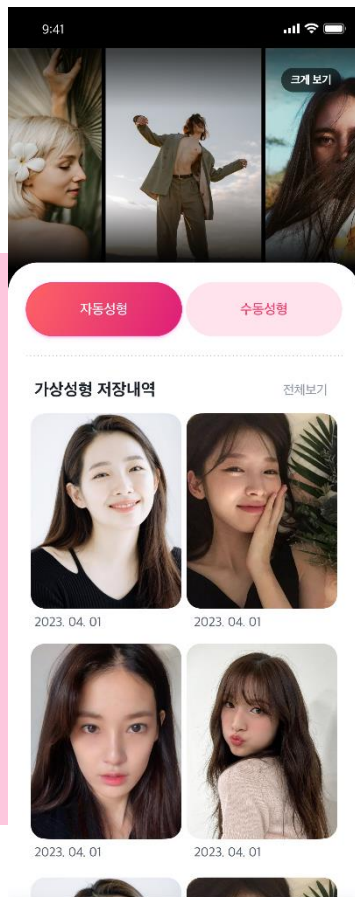 9:41
크게 보기
자동성형
수동성형
가상성형 저장내역
전체보기
2023. 04. 01
2023. 04. 01
2023. 04. 01
2023. 04. 01